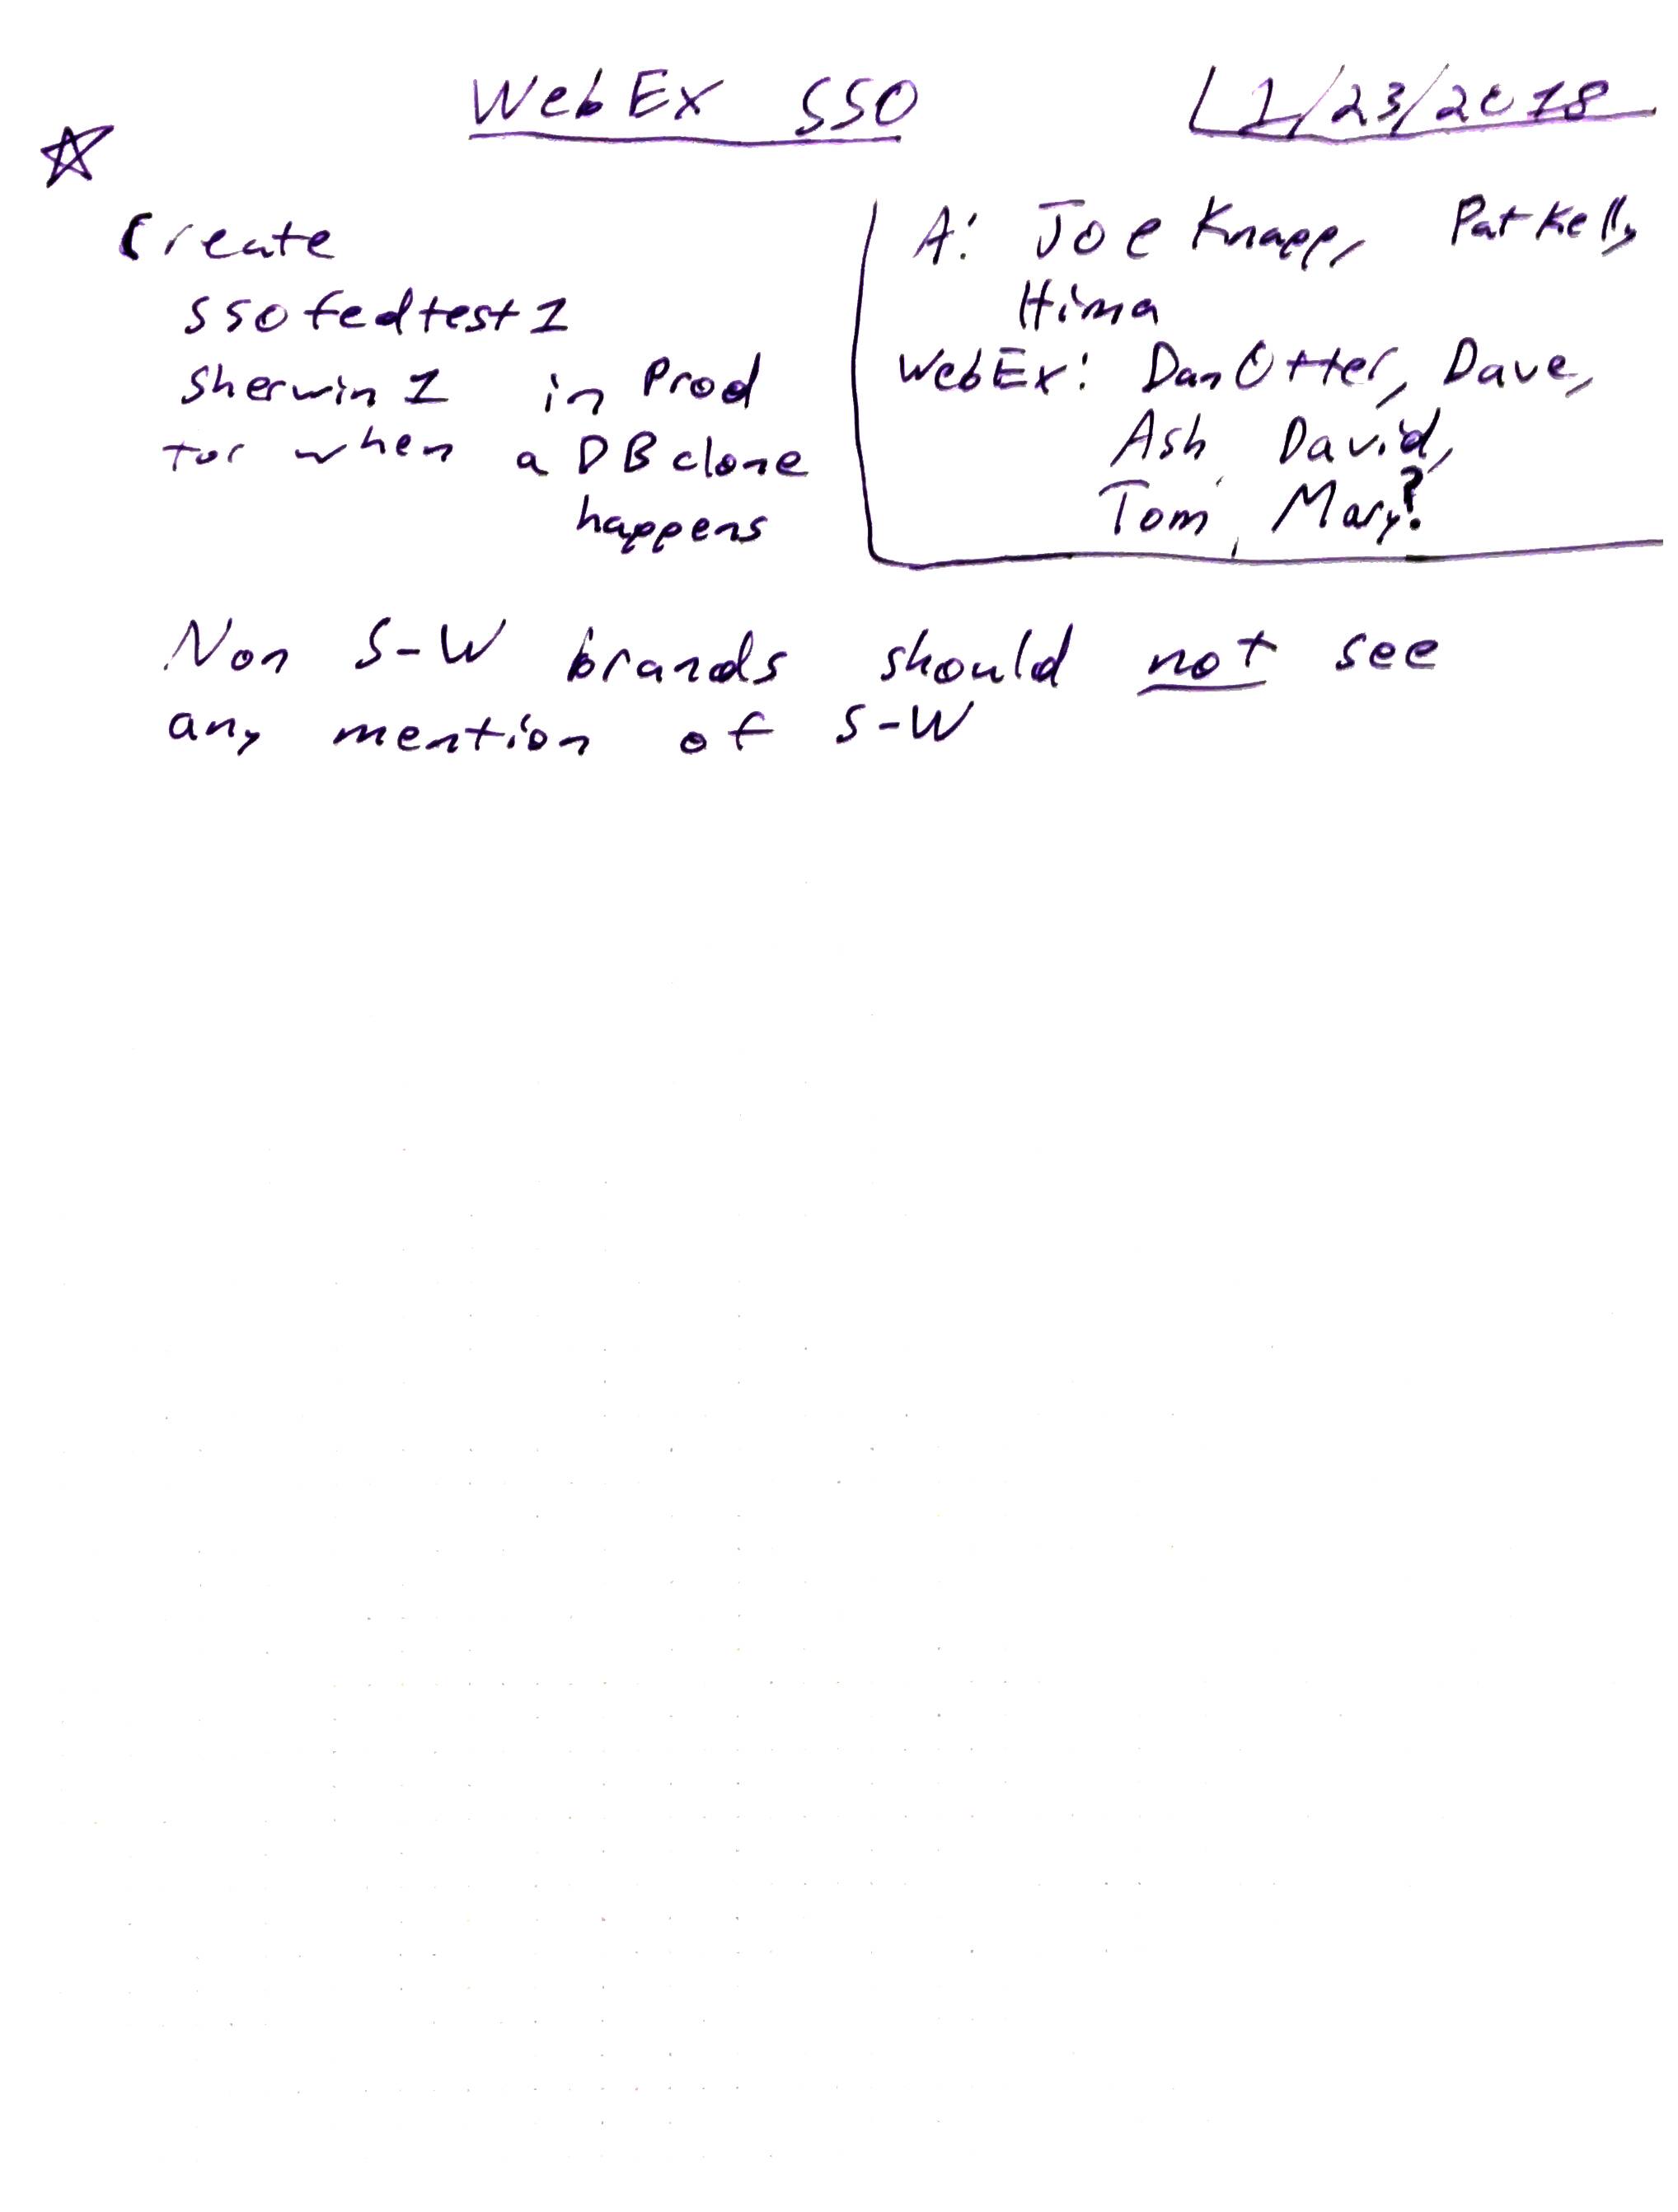 WebEx SSO
1/23/2018
Create
ssofedtest1
sherwin1 in Prod
for when a DB clone
happens
A: Joe Knapp, Pat Kelly,
Hima
WebEx: Dan Otter, Dave,
Ash, David,
Tom, Mary?
Non S-W brands should not see
any mention of S-W